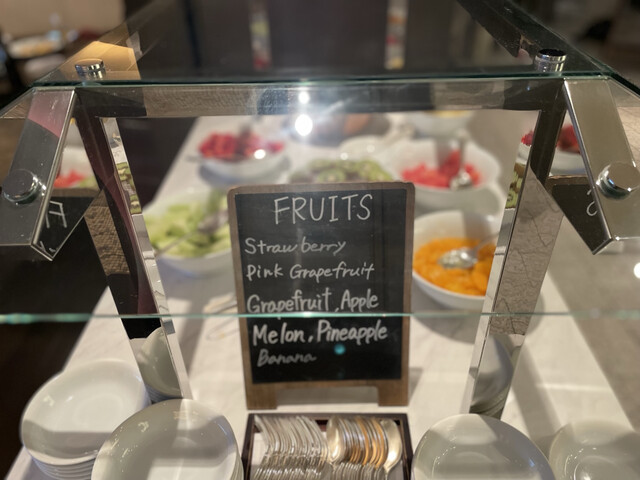 FRUITS
Strawberry
Pink Grapefruit
Grapefruit, Apple
Melon, Pineapple
Banana